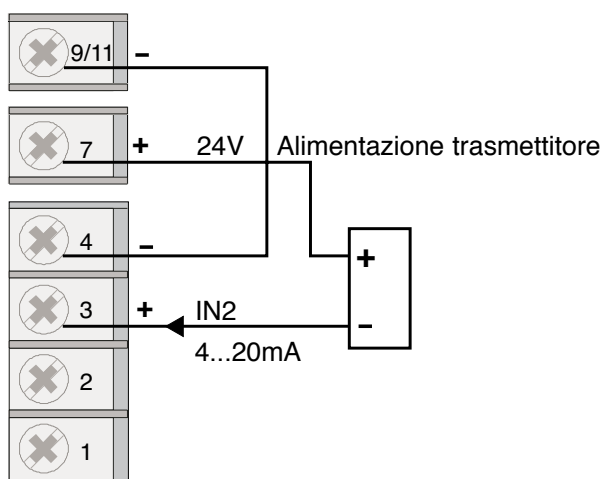 9/11 –
7 + 24V Alimentazione trasmettitore
4 –
+
3 + IN2 –
4...20mA
2
1